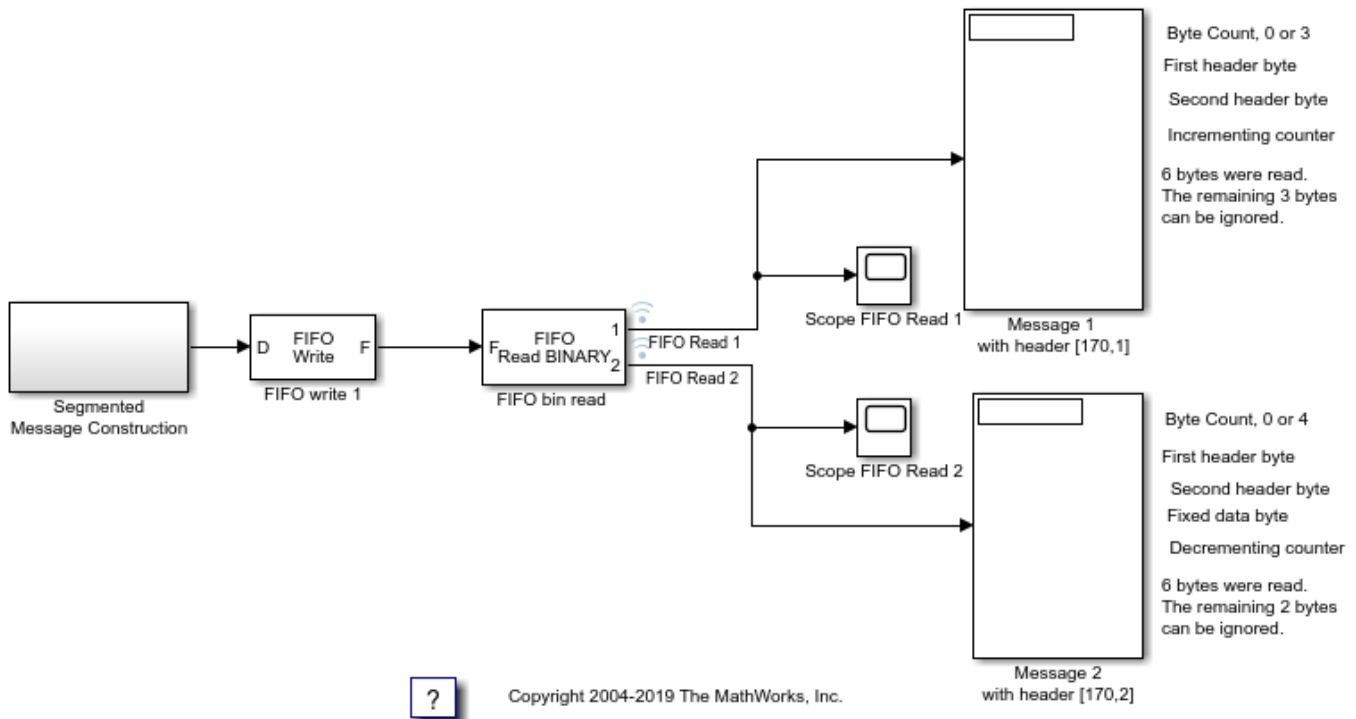 Byte Count, 0 or 3
First header byte
Second header byte
Incrementing counter
6 bytes were read.
The remaining 3 bytes
can be ignored.
Message 1
with header [170,1]
Scope FIFO Read 1
Segmented
Message Construction
D
FIFO
Write
F
FIFO write 1
F
FIFO
Read BINARY
1
2
FIFO bin read
FIFO Read 1
FIFO Read 2
Scope FIFO Read 2
Byte Count, 0 or 4
First header byte
Second header byte
Fixed data byte
Decrementing counter
6 bytes were read.
The remaining 2 bytes
can be ignored.
Message 2
with header [170,2]
?
Copyright 2004-2019 The MathWorks, Inc.